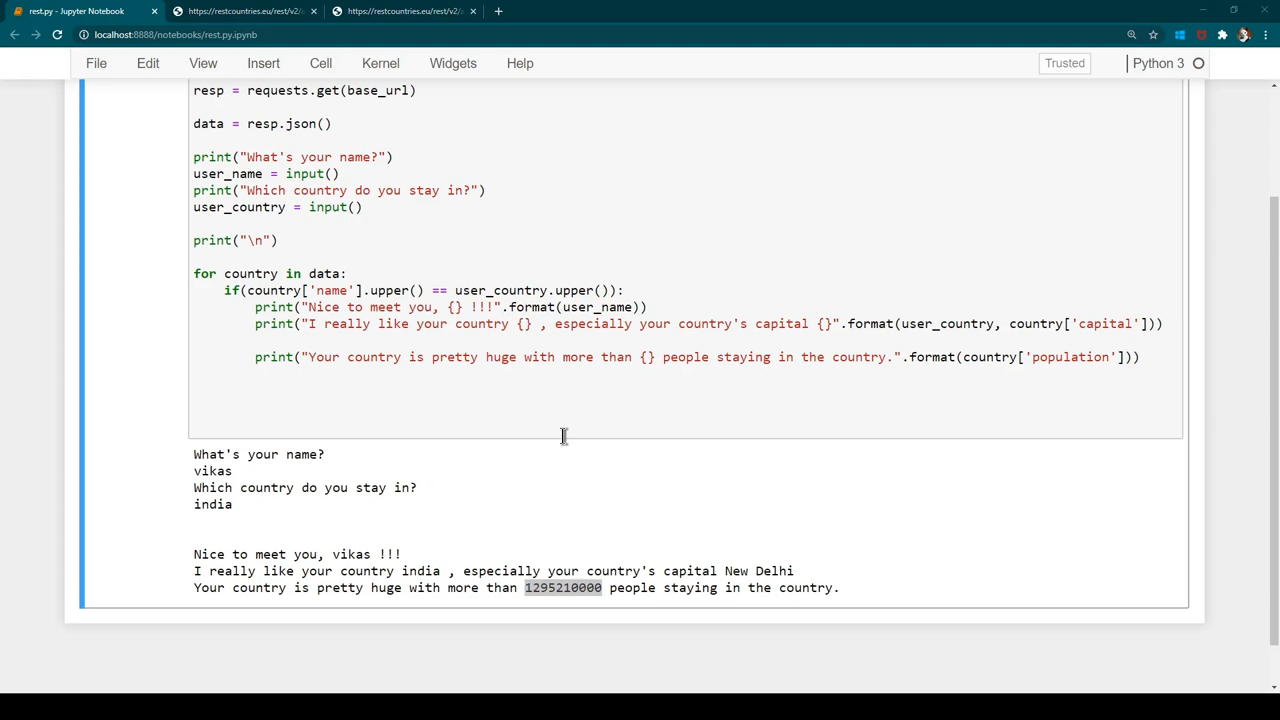 rest.py - Jupyter Notebook
https://restcountries.eu/rest/v2/
https://restcountries.eu/rest/v2/
localhost:8888/notebooks/rest.py.ipynb
File Edit View Insert Cell Kernel Widgets Help Trusted Python 3
resp = requests.get(base_url)
data = resp.json()
print("What's your name?")
user_name = input()
print("Which country do you stay in?")
user_country = input()
print("\n")
for country in data:
    if(country['name'].upper() == user_country.upper()):
        print("Nice to meet you, {} !!!".format(user_name))
        print("I really like your country {} , especially your country's capital {}".format(user_country, country['capital']))
        print("Your country is pretty huge with more than {} people staying in the country.".format(country['population']))
What's your name?
vikas
Which country do you stay in?
india
Nice to meet you, vikas !!!
I really like your country india , especially your country's capital New Delhi
Your country is pretty huge with more than 1295210000 people staying in the country.